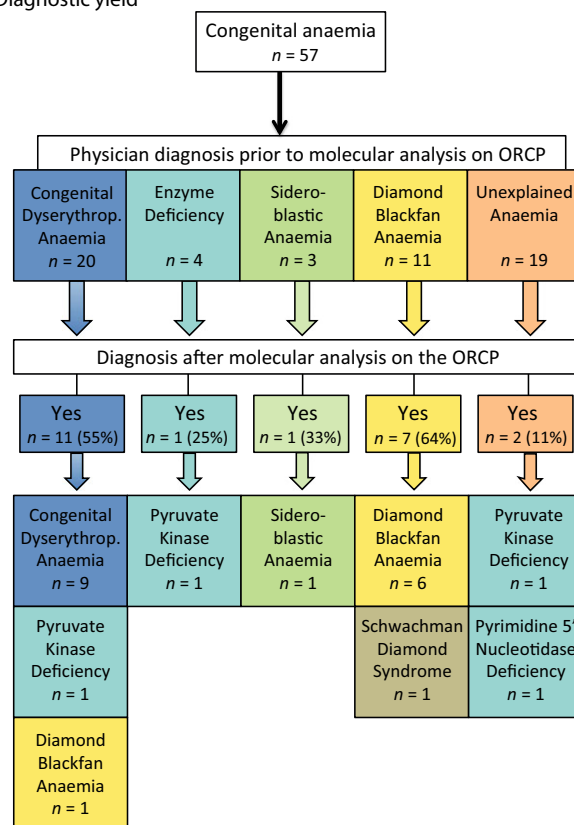 Diagnostic yield
Congenital anaemia
n = 57
Physician diagnosis prior to molecular analysis on ORCP
Congenital
Dyserythrop.
Anaemia
n = 20
Enzyme
Deficiency
n = 4
Sidero-
blastic
Anaemia
n = 3
Diamond
Blackfan
Anaemia
n = 11
Unexplained
Anaemia
n = 19
Diagnosis after molecular analysis on the ORCP
Yes
n = 11 (55%)
Yes
n = 1 (25%)
Yes
n = 1 (33%)
Yes
n = 7 (64%)
Yes
n = 2 (11%)
Congenital
Dyserythrop.
Anaemia
n = 9
Pyruvate
Kinase
Deficiency
n = 1
Sidero-
blastic
Anaemia
n = 1
Diamond
Blackfan
Anaemia
n = 6
Pyruvate
Kinase
Deficiency
n = 1
Pyruvate
Kinase
Deficiency
n = 1
Schwachman
Diamond
Syndrome
n = 1
Pyrimidine 5'
Nucleotidase
Deficiency
n = 1
Diamond
Blackfan
Anaemia
n = 1